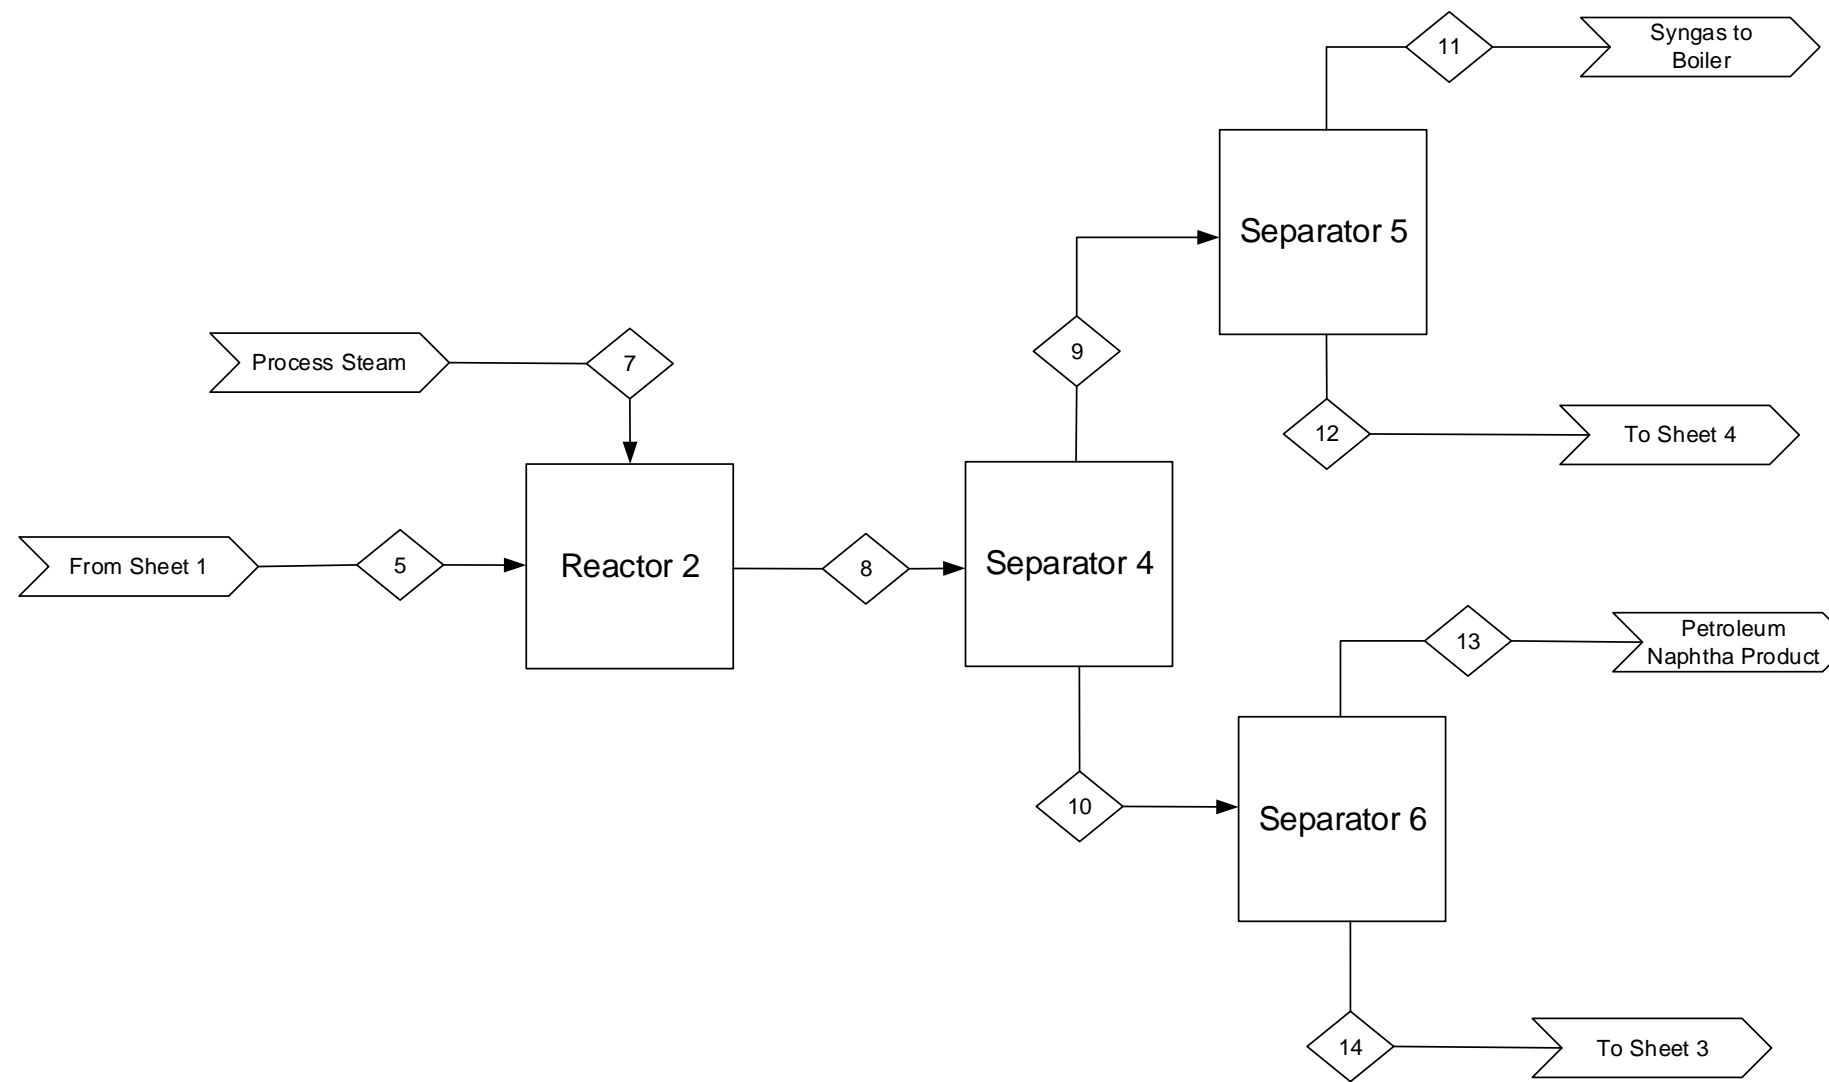 11
Syngas to
Boiler
Separator 5
9
Process Steam
7
12
To Sheet 4
From Sheet 1
5
Reactor 2
8
Separator 4
13
Petroleum
Naphtha Product
10
Separator 6
14
To Sheet 3